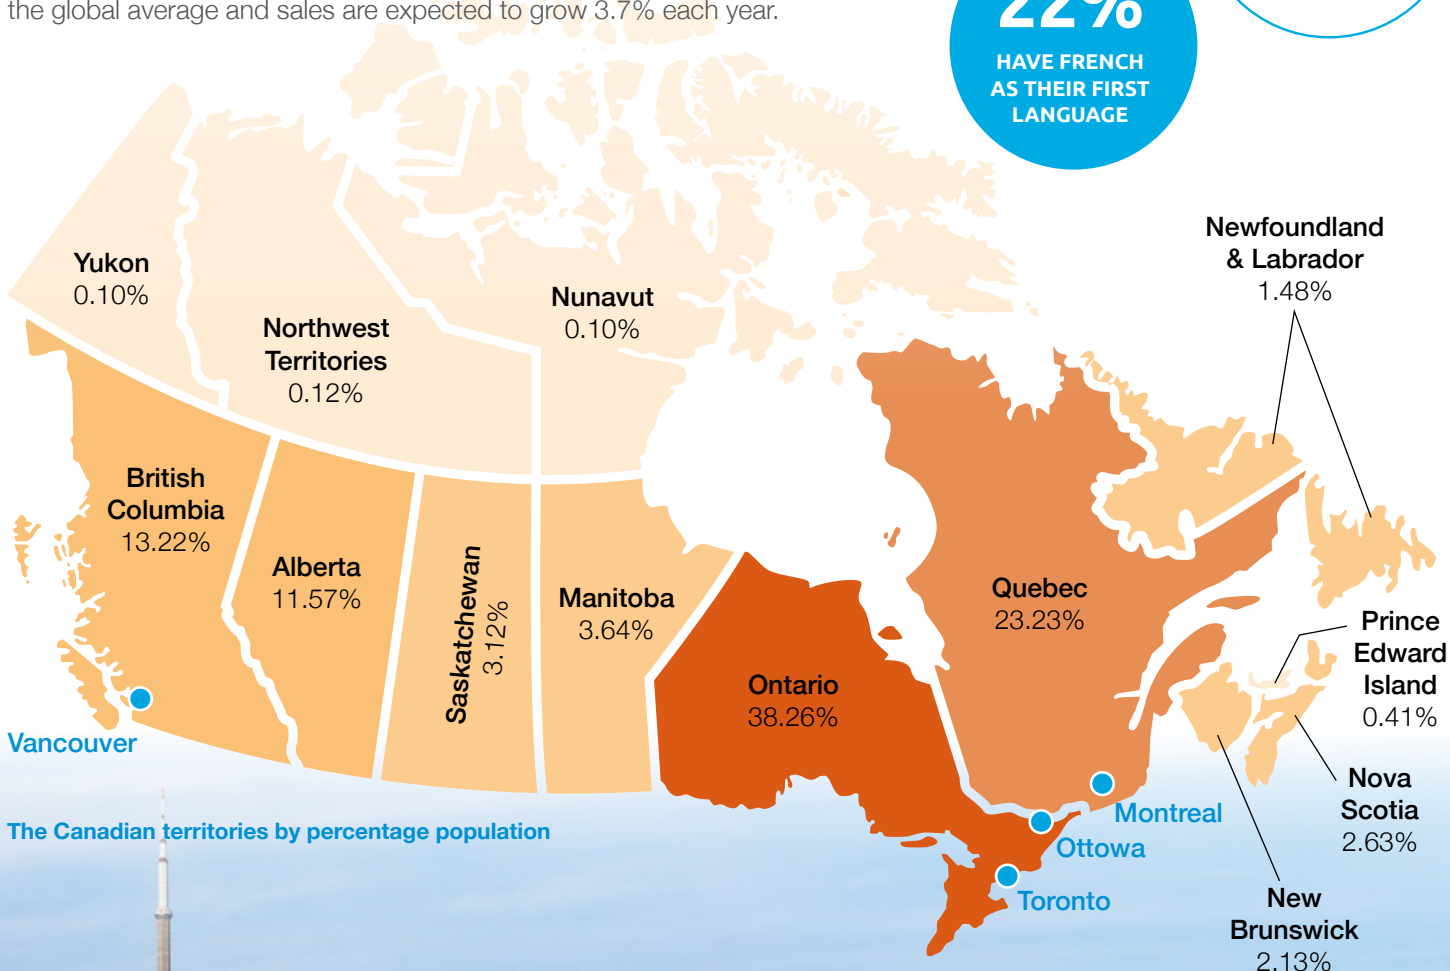 the global average and sales are expected to grow 3.7% each year.
22%
HAVE FRENCH
AS THEIR FIRST
LANGUAGE
Newfoundland
& Labrador
1.48%
Yukon
0.10%
Northwest
Territories
0.12%
Nunavut
0.10%
British
Columbia
13.22%
Alberta
11.57%
Saskatchewan
3.12%
Manitoba
3.64%
Ontario
38.26%
Quebec
23.23%
Prince
Edward
Island
0.41%
Nova
Scotia
2.63%
New
Brunswick
2.13%
Vancouver
Montreal
Ottowa
Toronto
The Canadian territories by percentage population